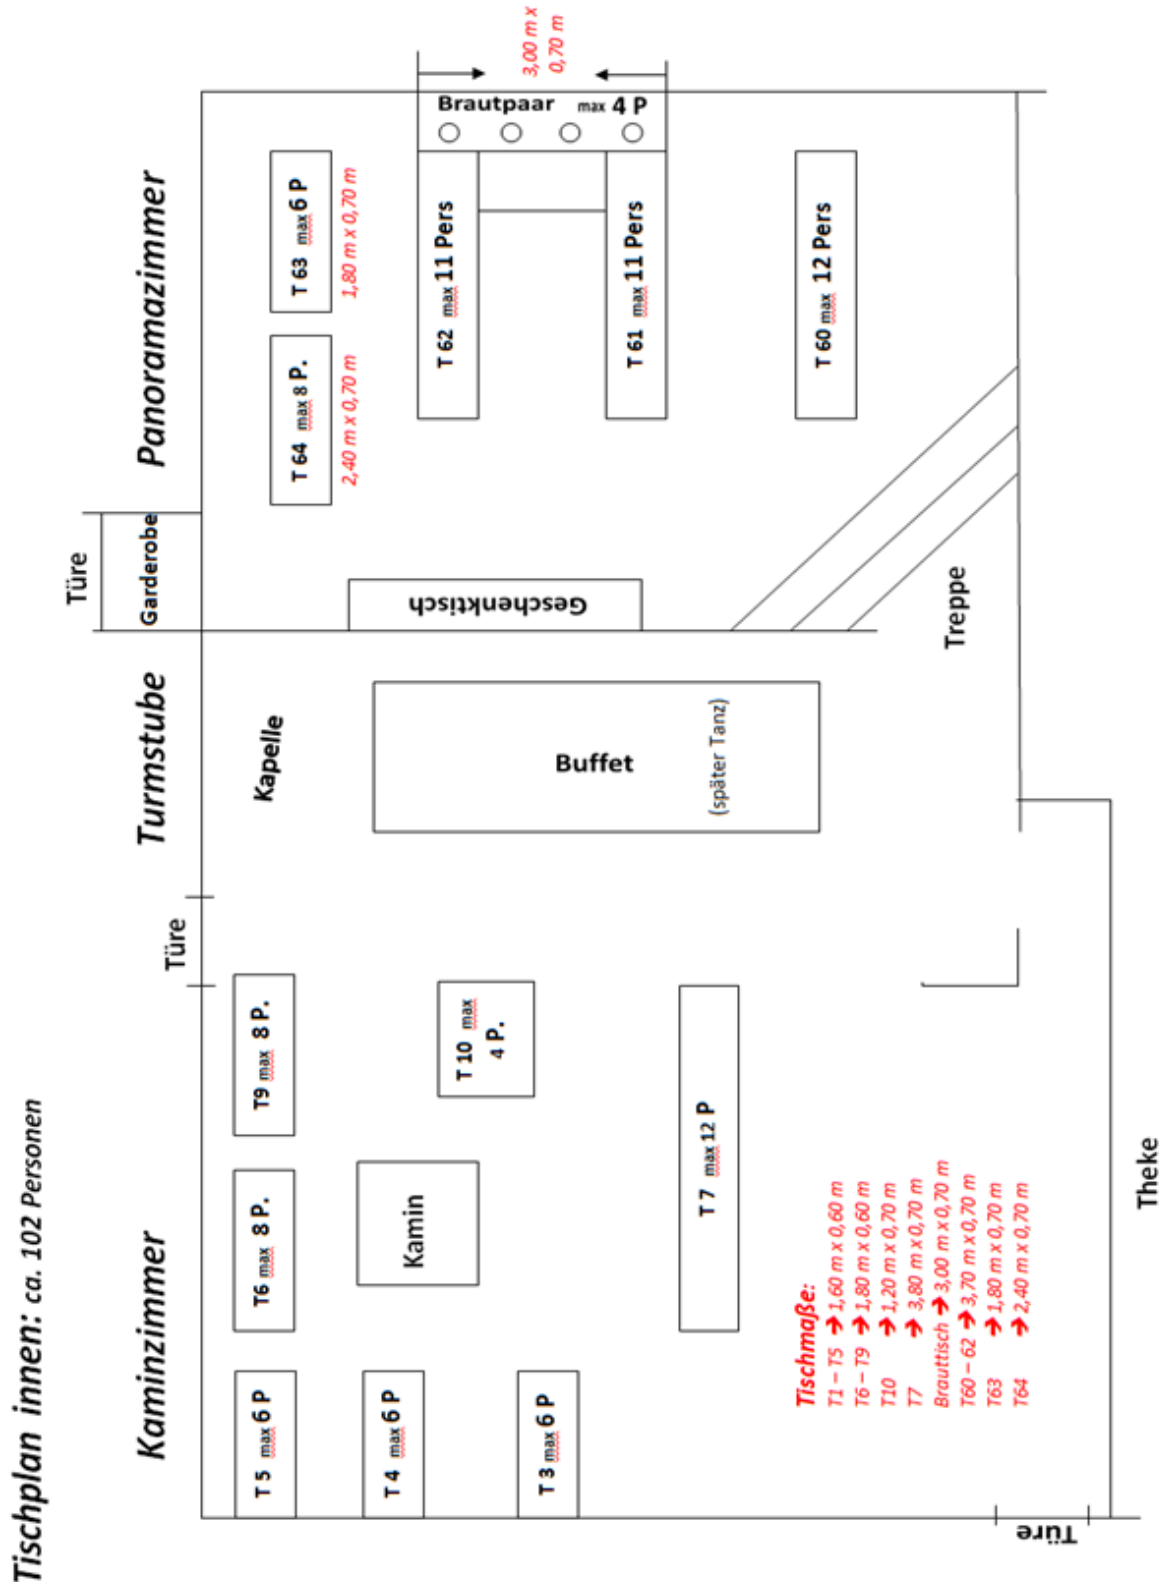 Tischplan innen: ca. 102 Personen
Kaminzimmer
Turmstube
Panoramazimmer
Türe
Türe
Garderobe
T 5 max 6 P
T6 max 8 P.
T9 max 8 P.
Kapelle
T 64 max 8 P.
2,40 m x 0,70 m
T 63 max 6 P
1,80 m x 0,70 m
T 4 max 6 P
Kamin
T 10 max
4 P.
Geschenktisch
T 62 max 11 Pers
Brautpaar max 4 P
3,00 m x
0,70 m
T 3 max 6 P
Buffet
(später Tanz)
T 61 max 11 Pers
T 7 max 12 P
T 60 max 12 Pers
Treppe
Tischmaße:
T1 – T5 ➔ 1,60 m x 0,60 m
T6 – T9 ➔ 1,80 m x 0,60 m
T10 ➔ 1,20 m x 0,70 m
T7 ➔ 3,80 m x 0,70 m
Brauttisch ➔ 3,00 m x 0,70 m
T60 – 62 ➔ 3,70 m x 0,70 m
T63 ➔ 1,80 m x 0,70 m
T64 ➔ 2,40 m x 0,70 m
Türe
Theke